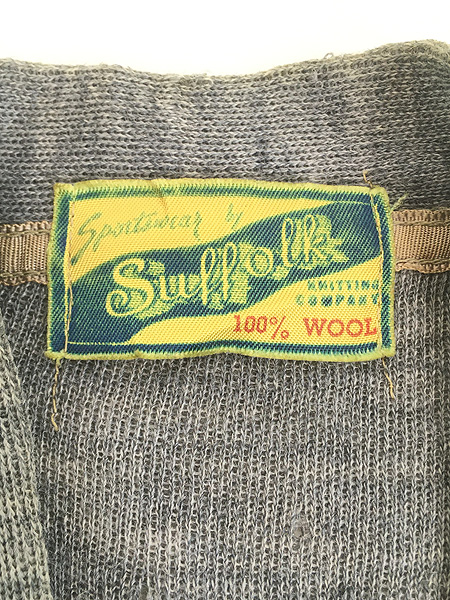 Sportswear by
Suffolk
KNITTING
COMPANY
100% WOOL